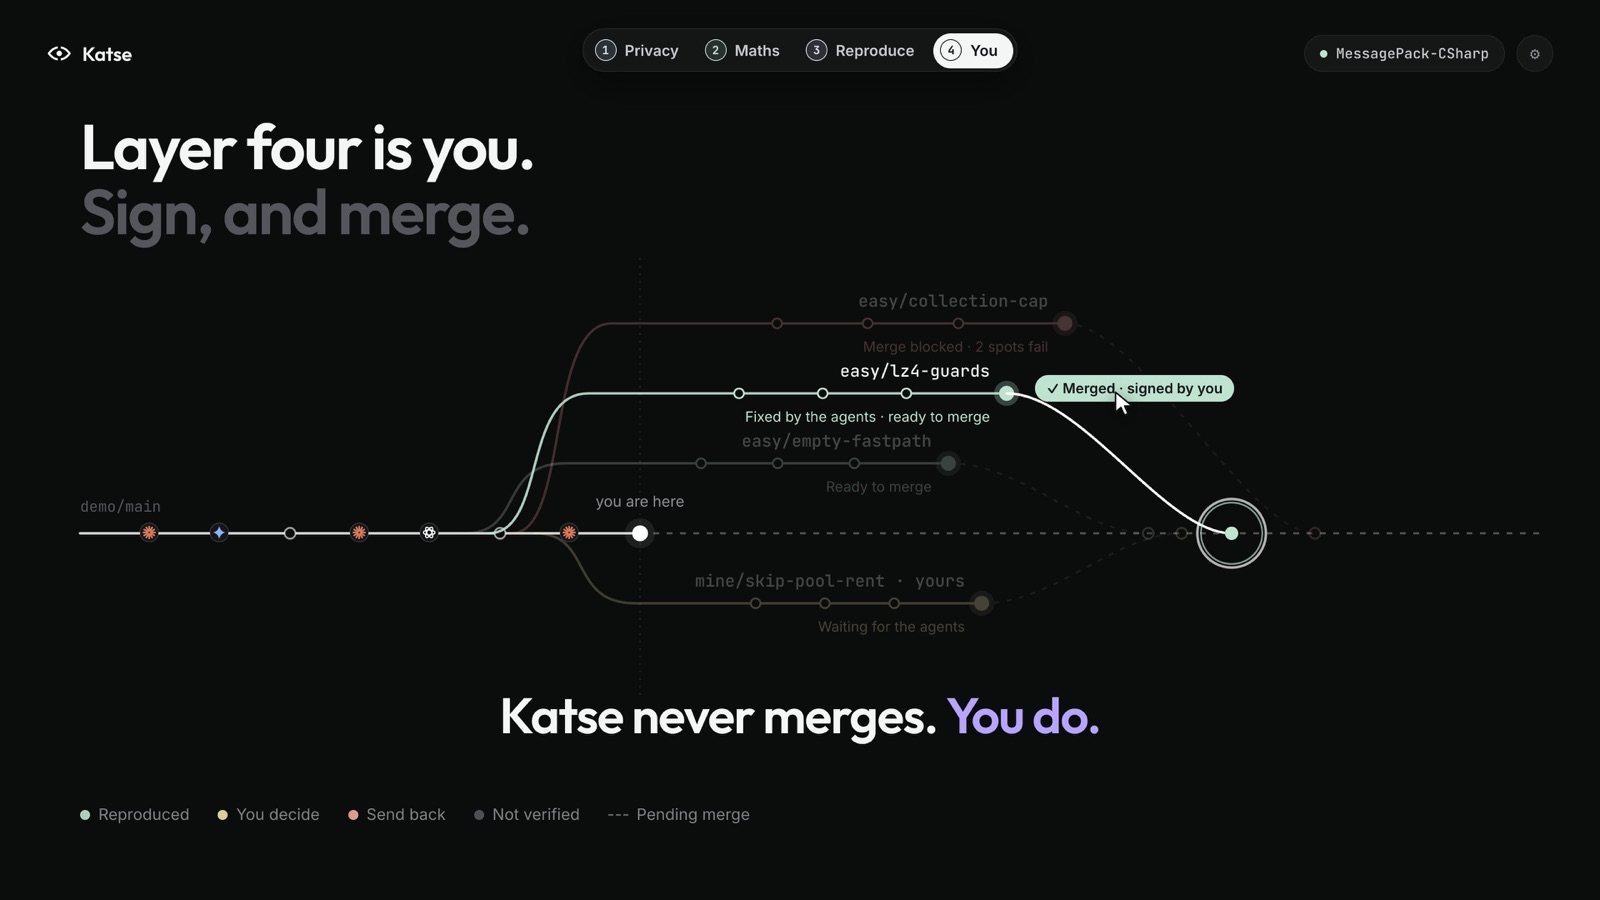 Katse
1 Privacy
2 Maths
3 Reproduce
4 You
MessagePack-CSharp
Layer four is you.
Sign, and merge.
easy/collection-cap
Merge blocked · 2 spots fail
easy/lz4-guards
✓ Merged · signed by you
Fixed by the agents · ready to merge
easy/empty-fastpath
Ready to merge
you are here
demo/main
mine/skip-pool-rent · yours
Waiting for the agents
Katse never merges. You do.
Reproduced
You decide
Send back
Not verified
Pending merge